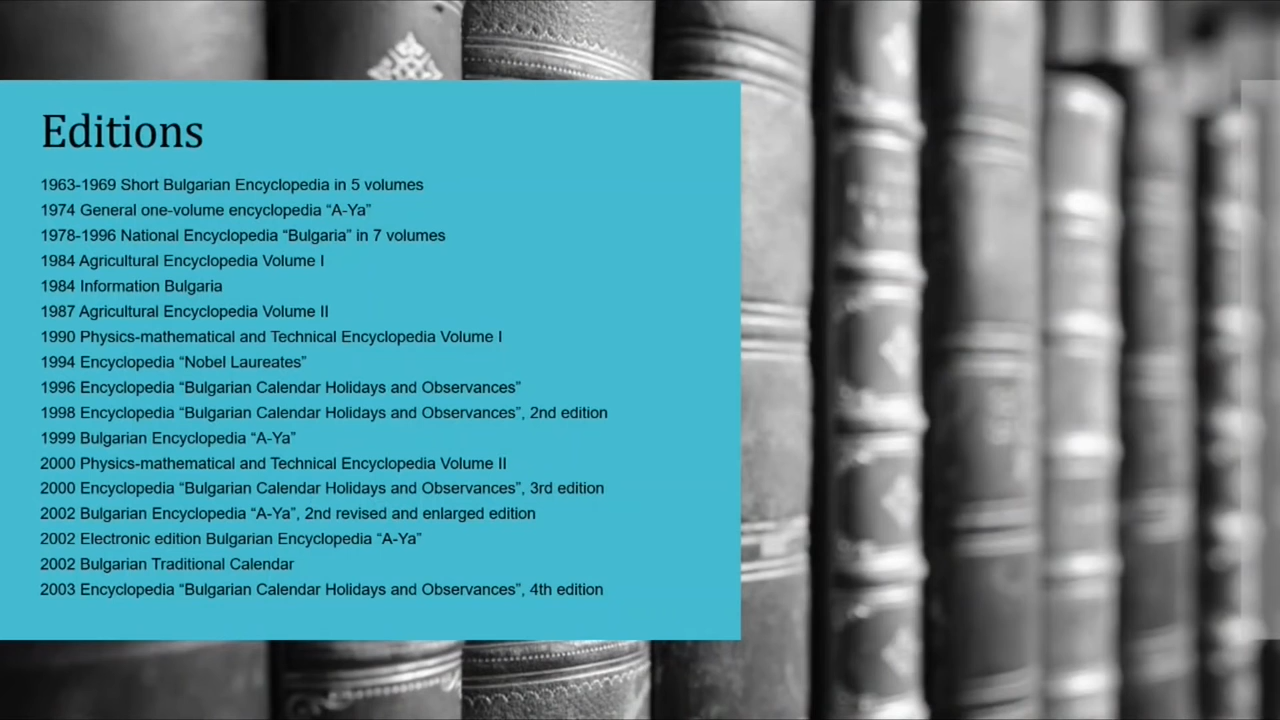 Editions
1963-1969 Short Bulgarian Encyclopedia in 5 volumes
1974 General one-volume encyclopedia “A-Ya”
1978-1996 National Encyclopedia “Bulgaria” in 7 volumes
1984 Agricultural Encyclopedia Volume I
1984 Information Bulgaria
1987 Agricultural Encyclopedia Volume II
1990 Physics-mathematical and Technical Encyclopedia Volume I
1994 Encyclopedia “Nobel Laureates”
1996 Encyclopedia “Bulgarian Calendar Holidays and Observances”
1998 Encyclopedia “Bulgarian Calendar Holidays and Observances”, 2nd edition
1999 Bulgarian Encyclopedia “A-Ya”
2000 Physics-mathematical and Technical Encyclopedia Volume II
2000 Encyclopedia “Bulgarian Calendar Holidays and Observances”, 3rd edition
2002 Bulgarian Encyclopedia “A-Ya”, 2nd revised and enlarged edition
2002 Electronic edition Bulgarian Encyclopedia “A-Ya”
2002 Bulgarian Traditional Calendar
2003 Encyclopedia “Bulgarian Calendar Holidays and Observances”, 4th edition